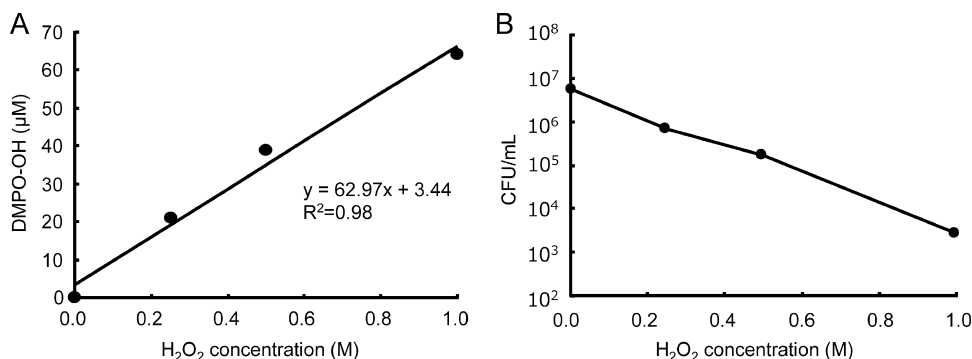 A
70
60
50
40
30
20
10
0
DMPO-OH (μM)
y = 62.97x + 3.44
R²=0.98
0.0 0.2 0.4 0.6 0.8 1.0
H₂O₂ concentration (M)
B
10⁸
10⁷
10⁶
10⁵
10⁴
10³
10²
CFU/mL
0.0 0.2 0.4 0.6 0.8 1.0
H₂O₂ concentration (M)